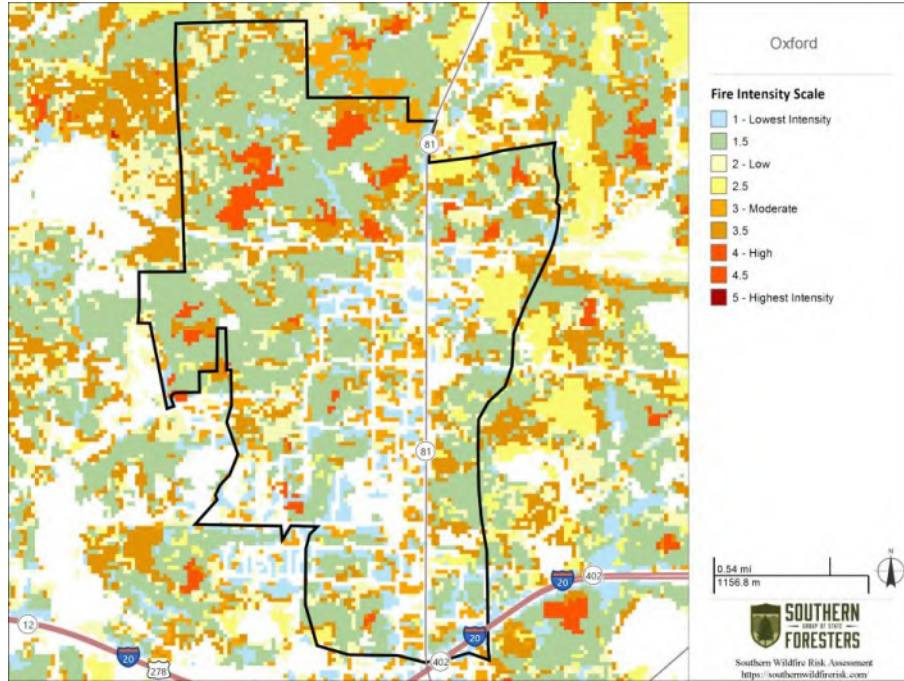 Oxford
Fire Intensity Scale
1 - Lowest Intensity
1.5
2 - Low
2.5
3 - Moderate
3.5
4 - High
4.5
5 - Highest Intensity
81
81
20
402
20
402
12
20
278
N
0.54 mi
1156.8 m
SOUTHERN
GROUP OF STATE
FORESTERS
Southern Wildfire Risk Assessment
https://southernwildfirerisk.com/